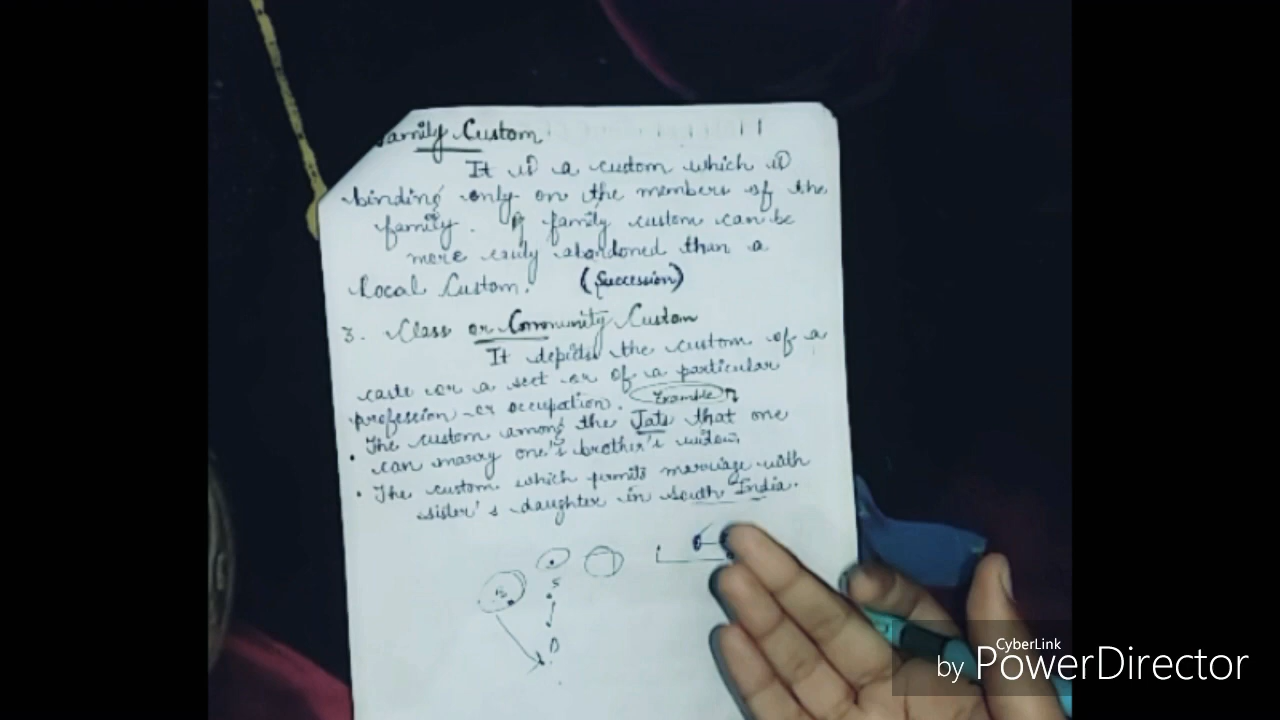 Family Custom
It is a custom which is
binding only on the members of the
family. A family custom can be
more easily abandoned than a
Local Custom. (Succession)
3. Class or Community Custom
It depicts the custom of a
caste or a sect or of a particular
profession or occupation. Example
• The custom among the Jats that one
can marry one's brother's widow.
• The custom which permits marriage with
sister's daughter in South India.
B
S
D
CyberLink
by PowerDirector